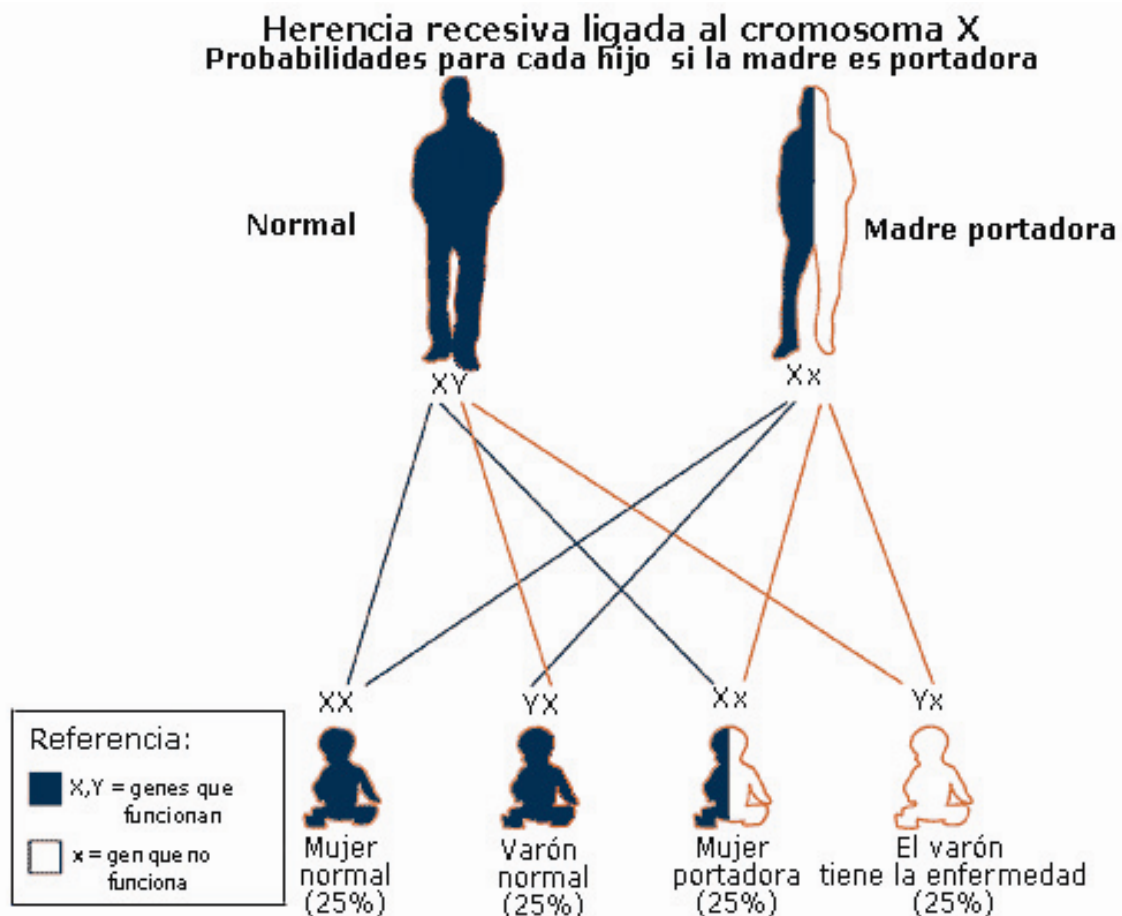 Herencia recesiva ligada al cromosoma X
Probabilidades para cada hijo si la madre es portadora
Normal
Madre portadora
XY
Xx
XX
YX
Xx
Yx
Referencia:
X,Y = genes que
funcionan
x = gen que no
funciona
Mujer
normal
(25%)
Varón
normal
(25%)
Mujer
portadora
(25%)
El varón
tiene la enfermedad
(25%)